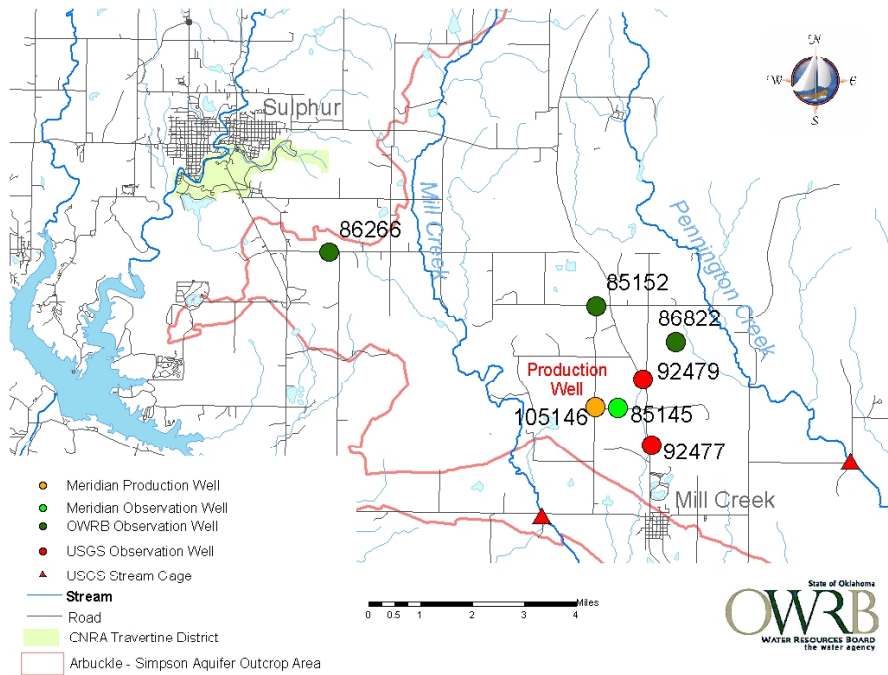 N
W
E
S
Sulphur
Mill Creek
Pennington Creek
86266
85152
86822
92479
Production
Well
105146
85145
92477
Mill Creek
Meridian Production Well
Meridian Observation Well
OWRB Observation Well
USGS Observation Well
USGS Stream Gage
Stream
Road
CNRA Travertine District
Arbuckle - Simpson Aquifer Outcrop Area
Miles
0 0.5 1 2 3 4
State of Oklahoma
OWRB
WATER RESOURCES BOARD
the water agency